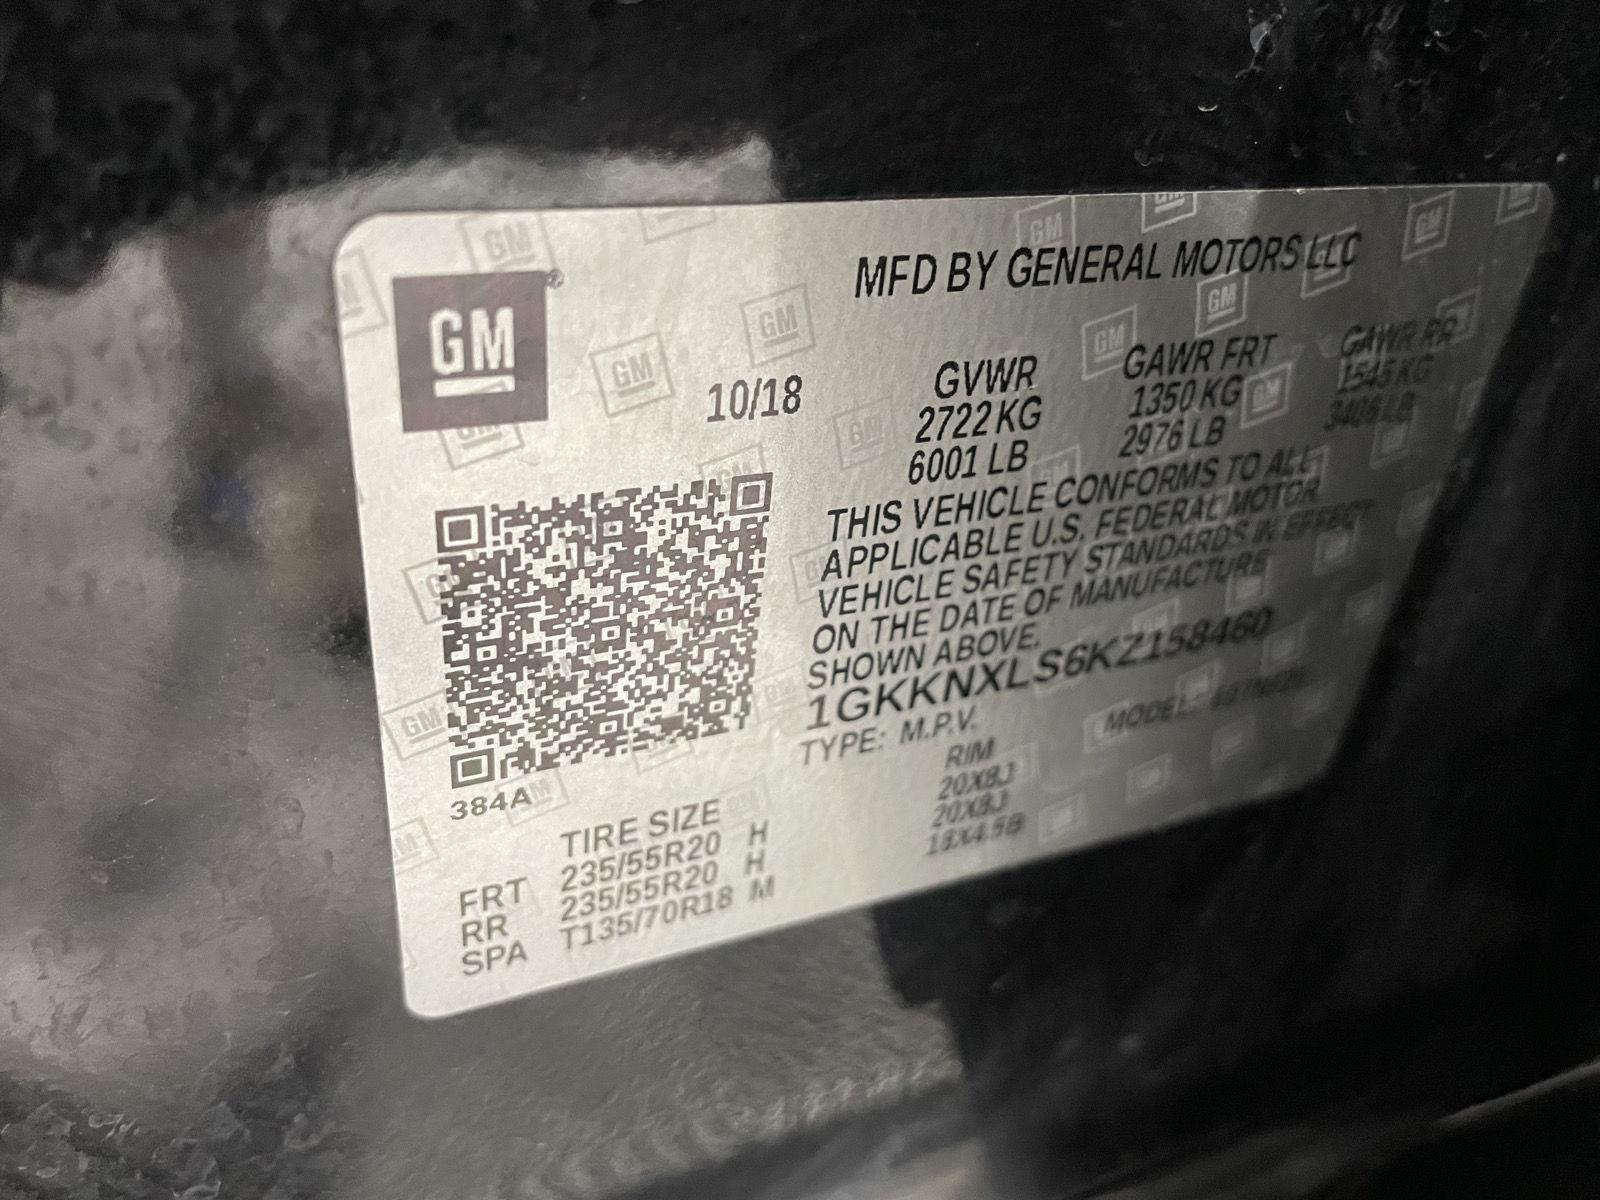 GM
MFD BY GENERAL MOTORS LLC
10/18
GVWR GAWR FRT GAWR RR
2722 KG 1350 KG 1545 KG
6001 LB 2976 LB 3406 LB
THIS VEHICLE CONFORMS TO ALL
APPLICABLE U.S. FEDERAL MOTOR
VEHICLE SAFETY STANDARDS IN EFFECT
ON THE DATE OF MANUFACTURE
SHOWN ABOVE.
1GKKNXLS6KZ158460
TYPE: M.P.V. MODEL:
384A
TIRE SIZE RIM
FRT 235/55R20 H 20X8J
RR 235/55R20 H 20X8J
SPA T135/70R18 M 18X4.5B